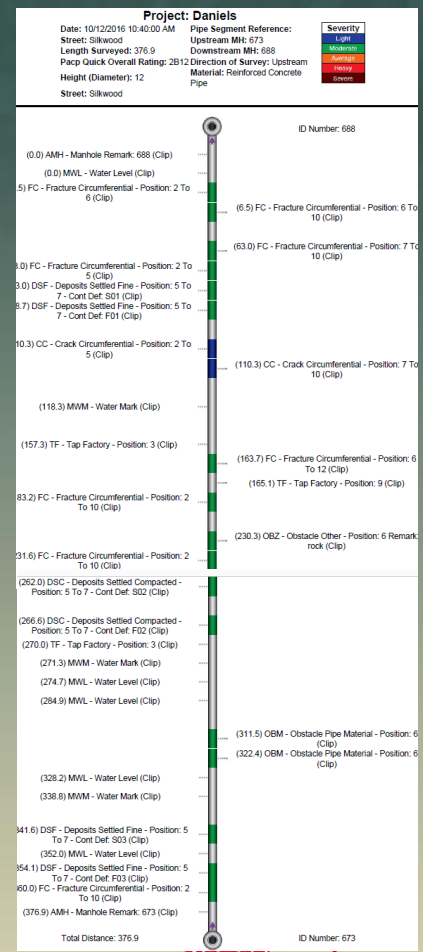 Project: Daniels
Date: 10/12/2016 10:40:00 AM
Street: Silkwood
Length Surveyed: 376.9
Pacp Quick Overall Rating: 2B12
Height (Diameter): 12
Street: Silkwood
Pipe Segment Reference:
Upstream MH: 673
Downstream MH: 688
Direction of Survey: Upstream
Material: Reinforced Concrete
Pipe
Severity
Light
Moderate
Average
Heavy
Severe
ID Number: 688
(0.0) AMH - Manhole Remark: 688 (Clip)
(0.0) MWL - Water Level (Clip)
.5) FC - Fracture Circumferential - Position: 2 To
6 (Clip)
(6.5) FC - Fracture Circumferential - Position: 6 To
10 (Clip)
(63.0) FC - Fracture Circumferential - Position: 7 To
10 (Clip)
3.0) FC - Fracture Circumferential - Position: 2 To
5 (Clip)
3.0) DSF - Deposits Settled Fine - Position: 5 To
7 - Cont Def: S01 (Clip)
8.7) DSF - Deposits Settled Fine - Position: 5 To
7 - Cont Def: F01 (Clip)
10.3) CC - Crack Circumferential - Position: 2 To
5 (Clip)
(110.3) CC - Crack Circumferential - Position: 7 To
10 (Clip)
(118.3) MWM - Water Mark (Clip)
(157.3) TF - Tap Factory - Position: 3 (Clip)
(163.7) FC - Fracture Circumferential - Position: 6
To 12 (Clip)
(165.1) TF - Tap Factory - Position: 9 (Clip)
83.2) FC - Fracture Circumferential - Position: 2
To 10 (Clip)
(230.3) OBZ - Obstacle Other - Position: 6 Remark:
rock (Clip)
231.6) FC - Fracture Circumferential - Position: 2
To 10 (Clip)
(262.0) DSC - Deposits Settled Compacted -
Position: 5 To 7 - Cont Def: S02 (Clip)
(266.6) DSC - Deposits Settled Compacted -
Position: 5 To 7 - Cont Def: F02 (Clip)
(270.0) TF - Tap Factory - Position: 3 (Clip)
(271.3) MWM - Water Mark (Clip)
(274.7) MWL - Water Level (Clip)
(284.9) MWL - Water Level (Clip)
(311.5) OBM - Obstacle Pipe Material - Position: 6
(Clip)
(322.4) OBM - Obstacle Pipe Material - Position: 6
(Clip)
(328.2) MWL - Water Level (Clip)
(338.8) MWM - Water Mark (Clip)
341.6) DSF - Deposits Settled Fine - Position: 5
To 7 - Cont Def: S03 (Clip)
(352.0) MWL - Water Level (Clip)
354.1) DSF - Deposits Settled Fine - Position: 5
To 7 - Cont Def: F03 (Clip)
360.0) FC - Fracture Circumferential - Position: 2
To 10 (Clip)
(376.9) AMH - Manhole Remark: 673 (Clip)
Total Distance: 376.9
ID Number: 673